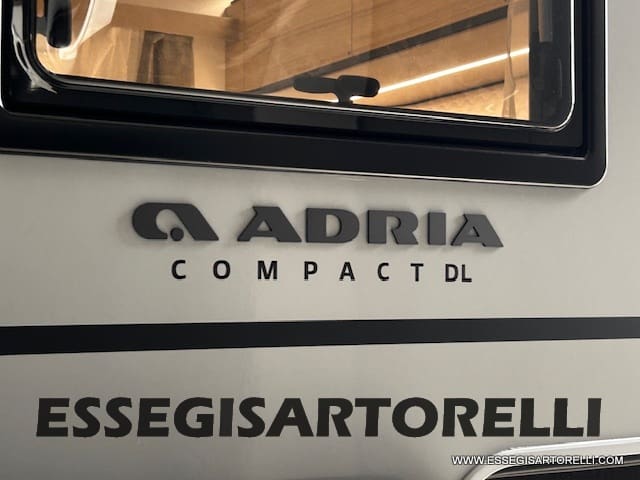 ADRIA
COMPACT DL
ESSEGISARTORELLI
WWW.ESSEGISARTORELLI.COM